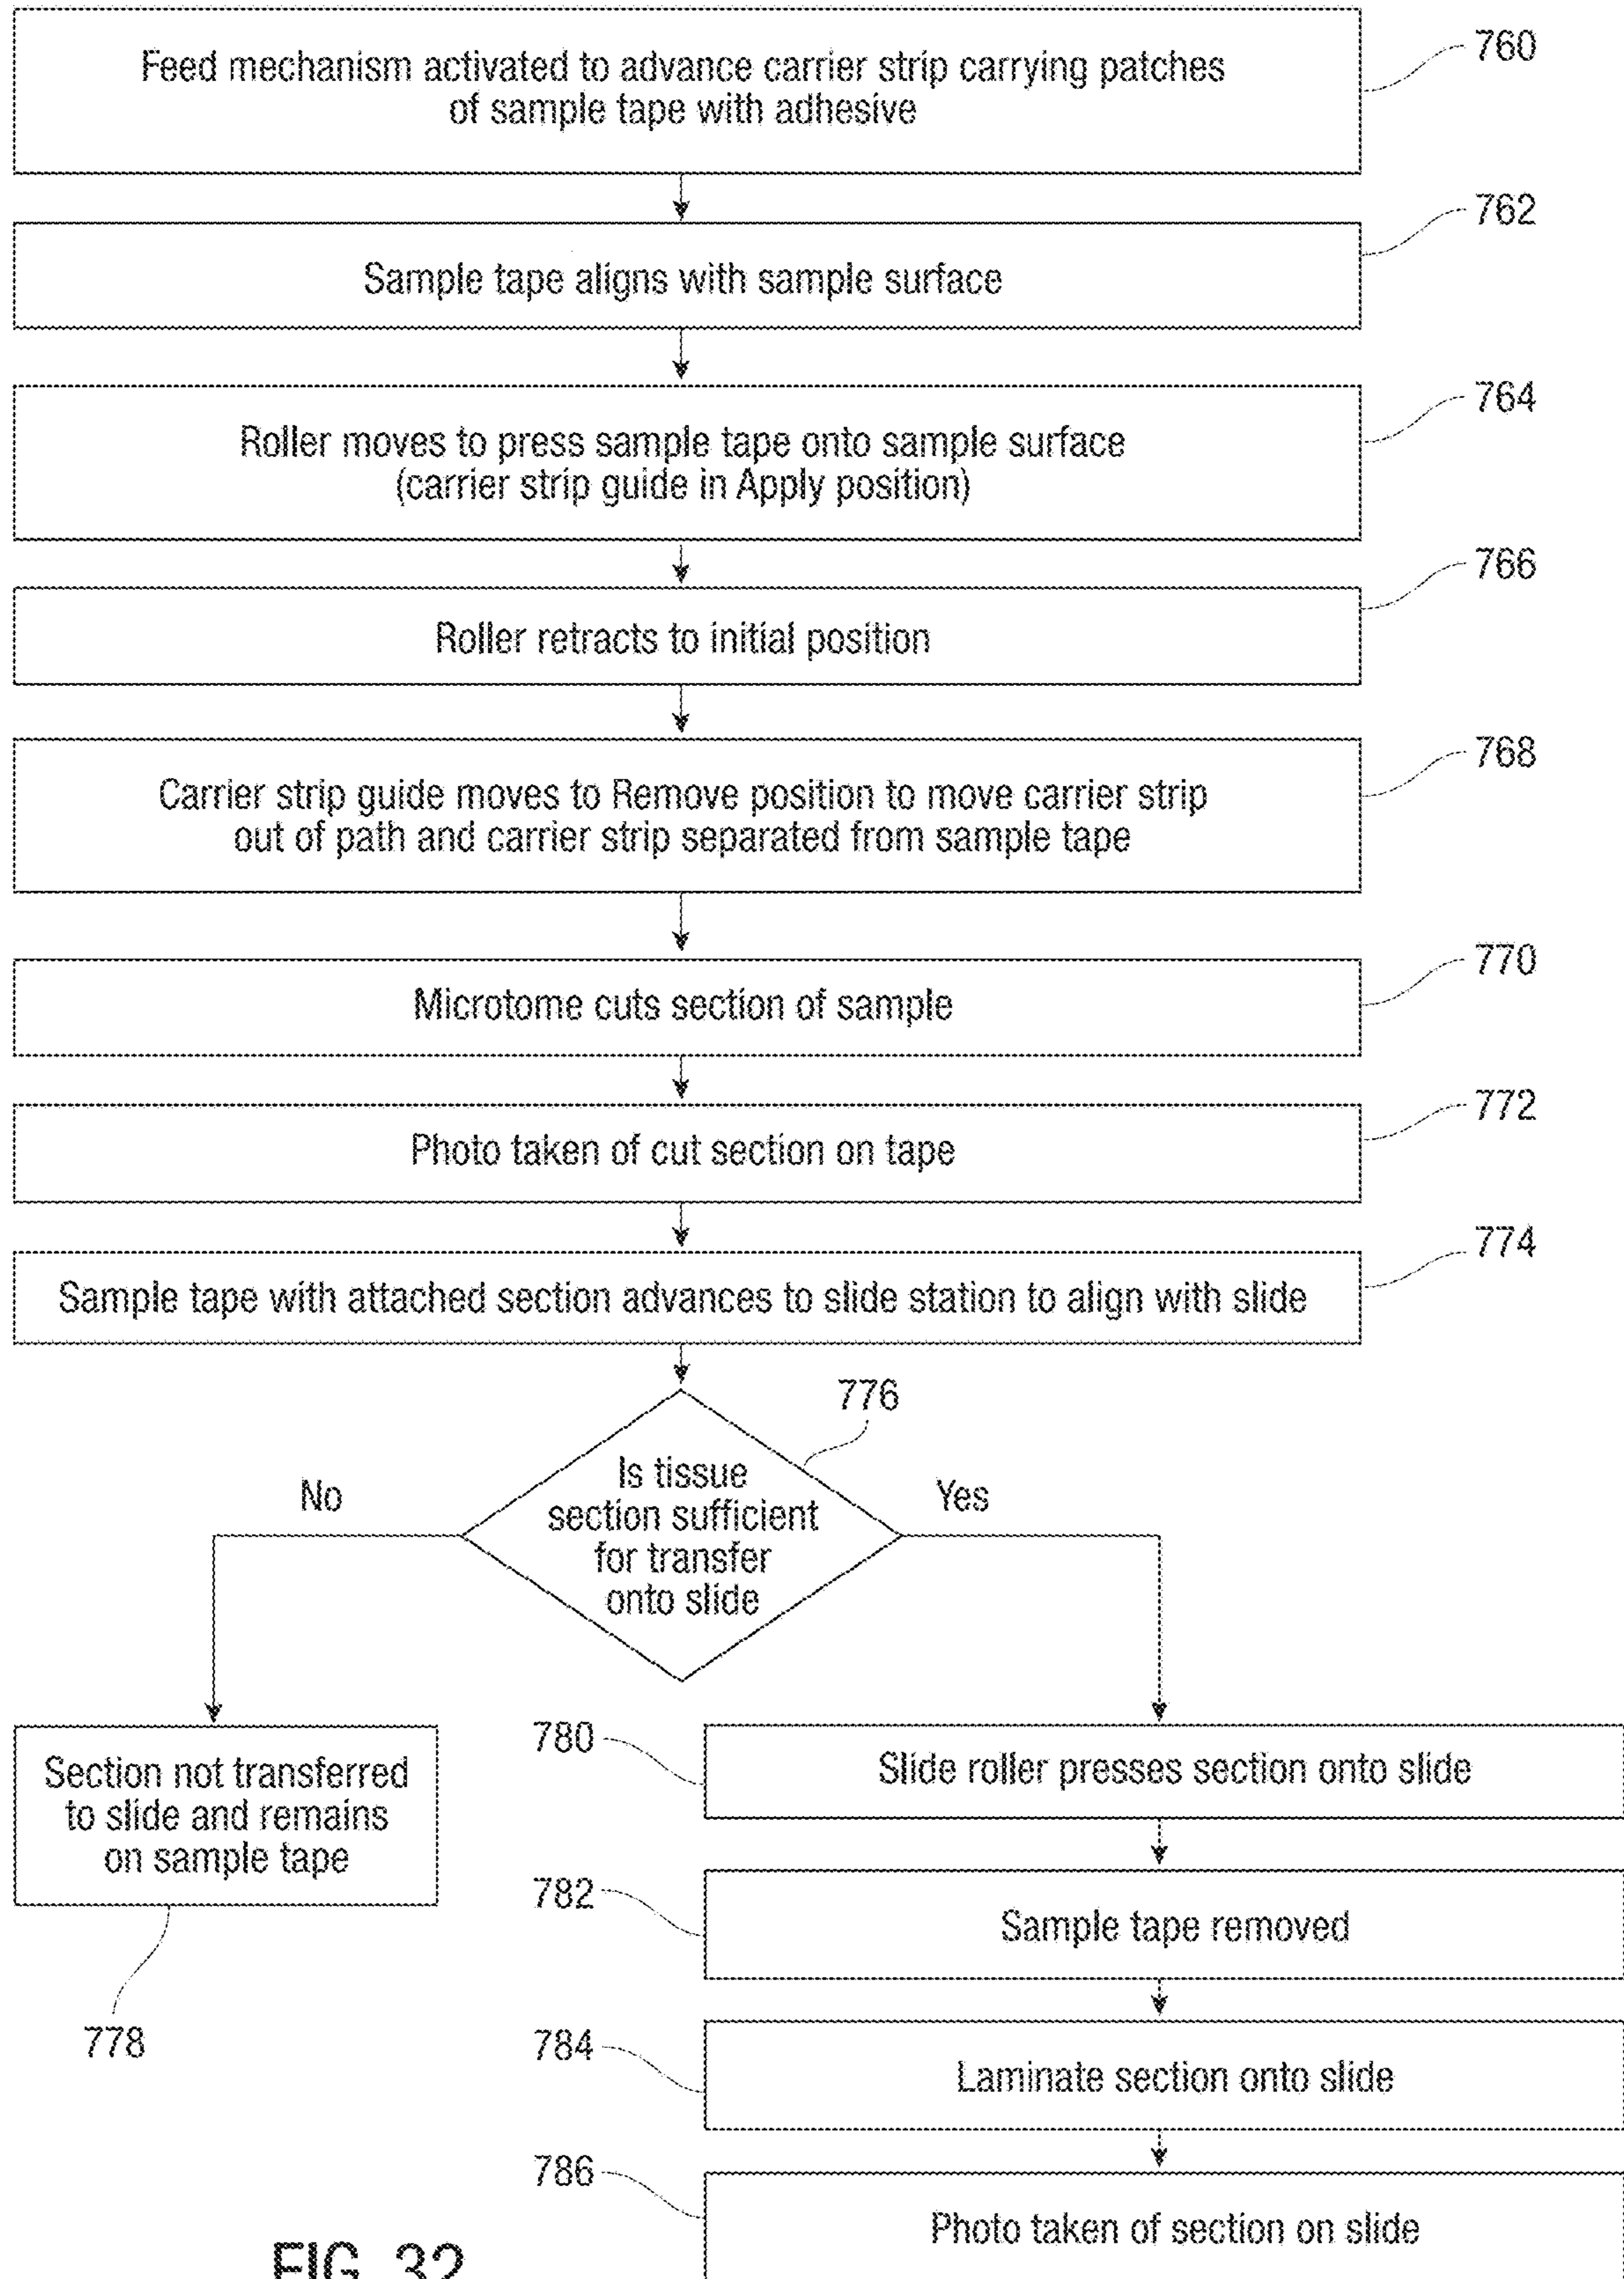 Feed mechanism activated to advance carrier strip carrying patches
of sample tape with adhesive
760
Sample tape aligns with sample surface
762
Roller moves to press sample tape onto sample surface
(carrier strip guide in Apply position)
764
Roller retracts to initial position
766
Carrier strip guide moves to Remove position to move carrier strip
out of path and carrier strip separated from sample tape
768
Microtome cuts section of sample
770
Photo taken of cut section on tape
772
Sample tape with attached section advances to slide station to align with slide
774
776
Is tissue
section sufficient
for transfer
onto slide
No
Yes
Section not transferred
to slide and remains
on sample tape
778
780
Slide roller presses section onto slide
782
Sample tape removed
784
Laminate section onto slide
786
Photo taken of section on slide
FIG. 32